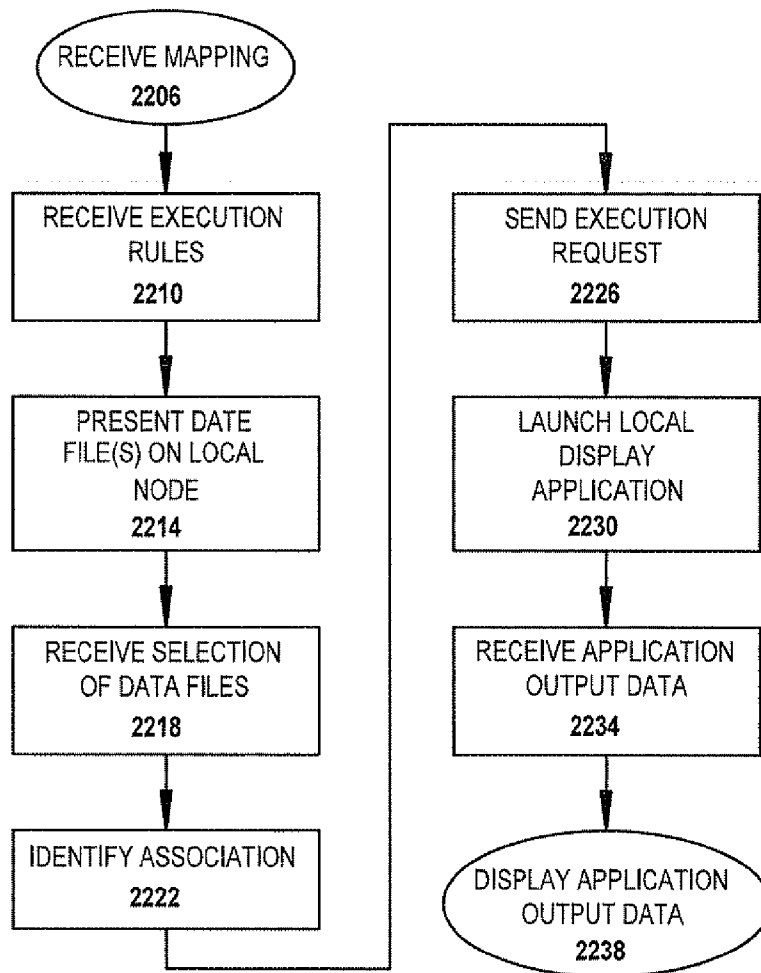 RECEIVE MAPPING
2206
RECEIVE EXECUTION
RULES
2210
PRESENT DATE
FILE(S) ON LOCAL
NODE
2214
RECEIVE SELECTION
OF DATA FILES
2218
IDENTIFY ASSOCIATION
2222
SEND EXECUTION
REQUEST
2226
LAUNCH LOCAL
DISPLAY
APPLICATION
2230
RECEIVE APPLICATION
OUTPUT DATA
2234
DISPLAY APPLICATION
OUTPUT DATA
2238